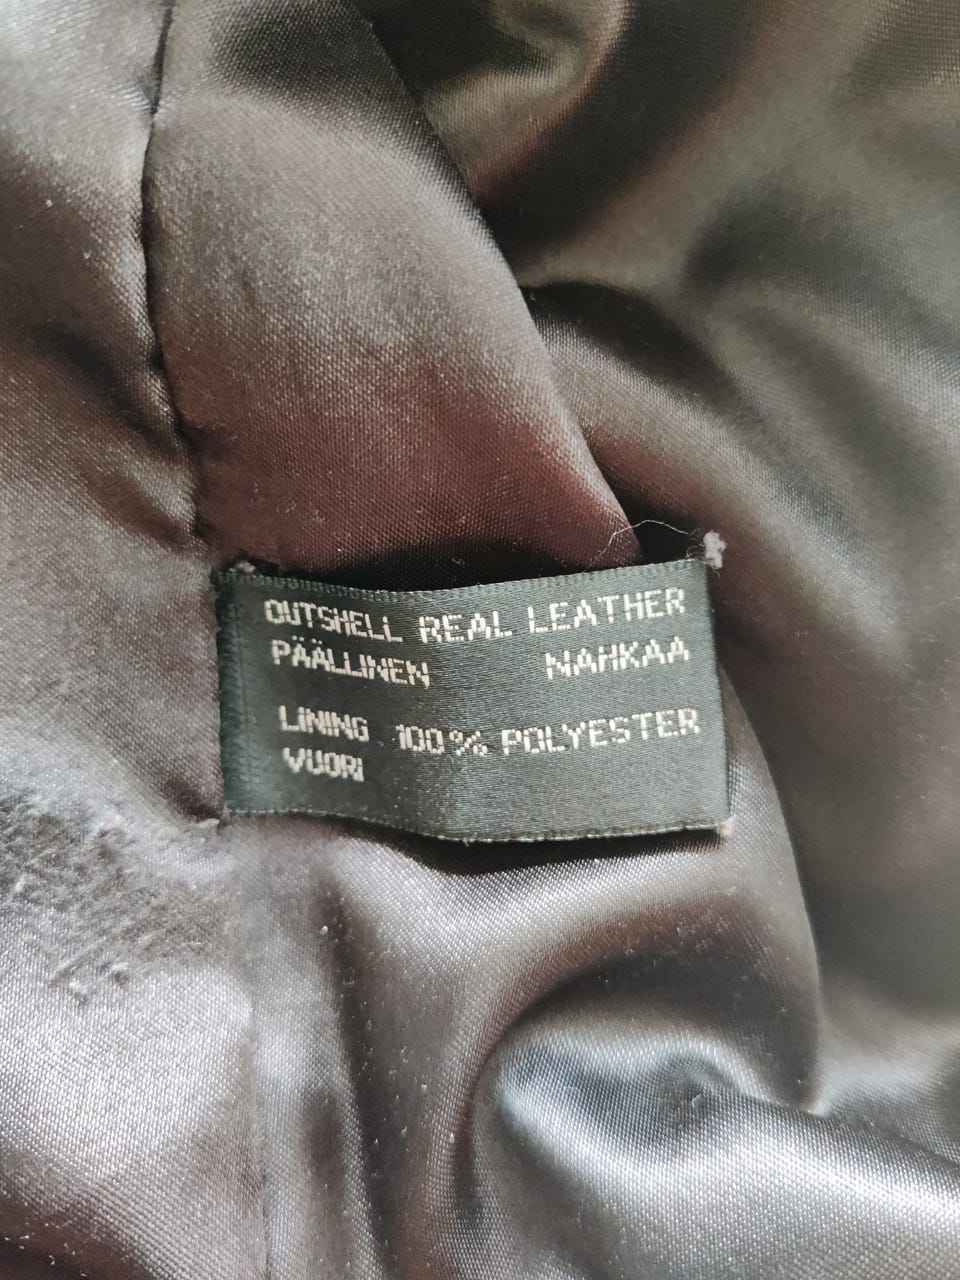 OUTSHELL REAL LEATHER
PÄÄLLINEN NAHKAA
LINING 100% POLYESTER
VUORI